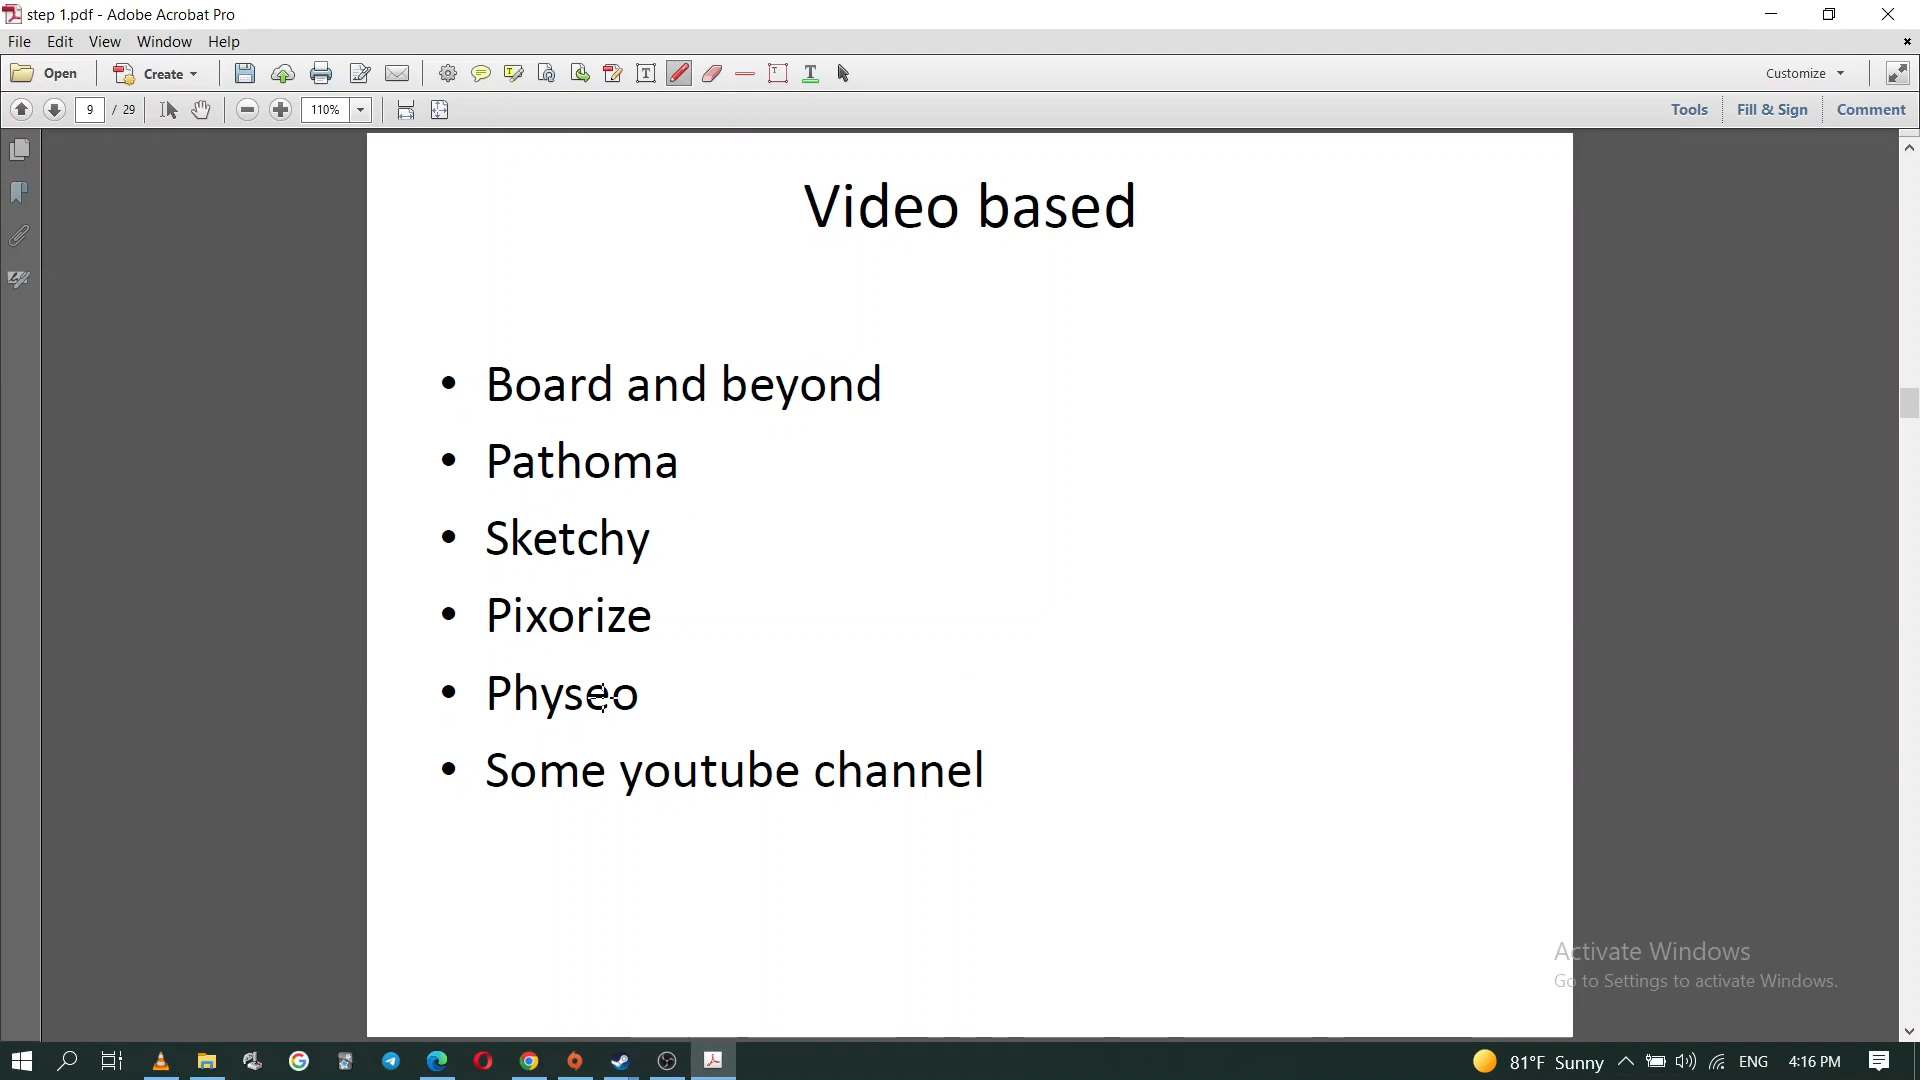 step 1.pdf - Adobe Acrobat Pro
File Edit View Window Help
Open Create Customize
9 / 29 110% Tools Fill & Sign Comment
Video based
• Board and beyond
• Pathoma
• Sketchy
• Pixorize
• Physeo
• Some youtube channel
Activate Windows
Go to Settings to activate Windows.
81°F Sunny ENG 4:16 PM